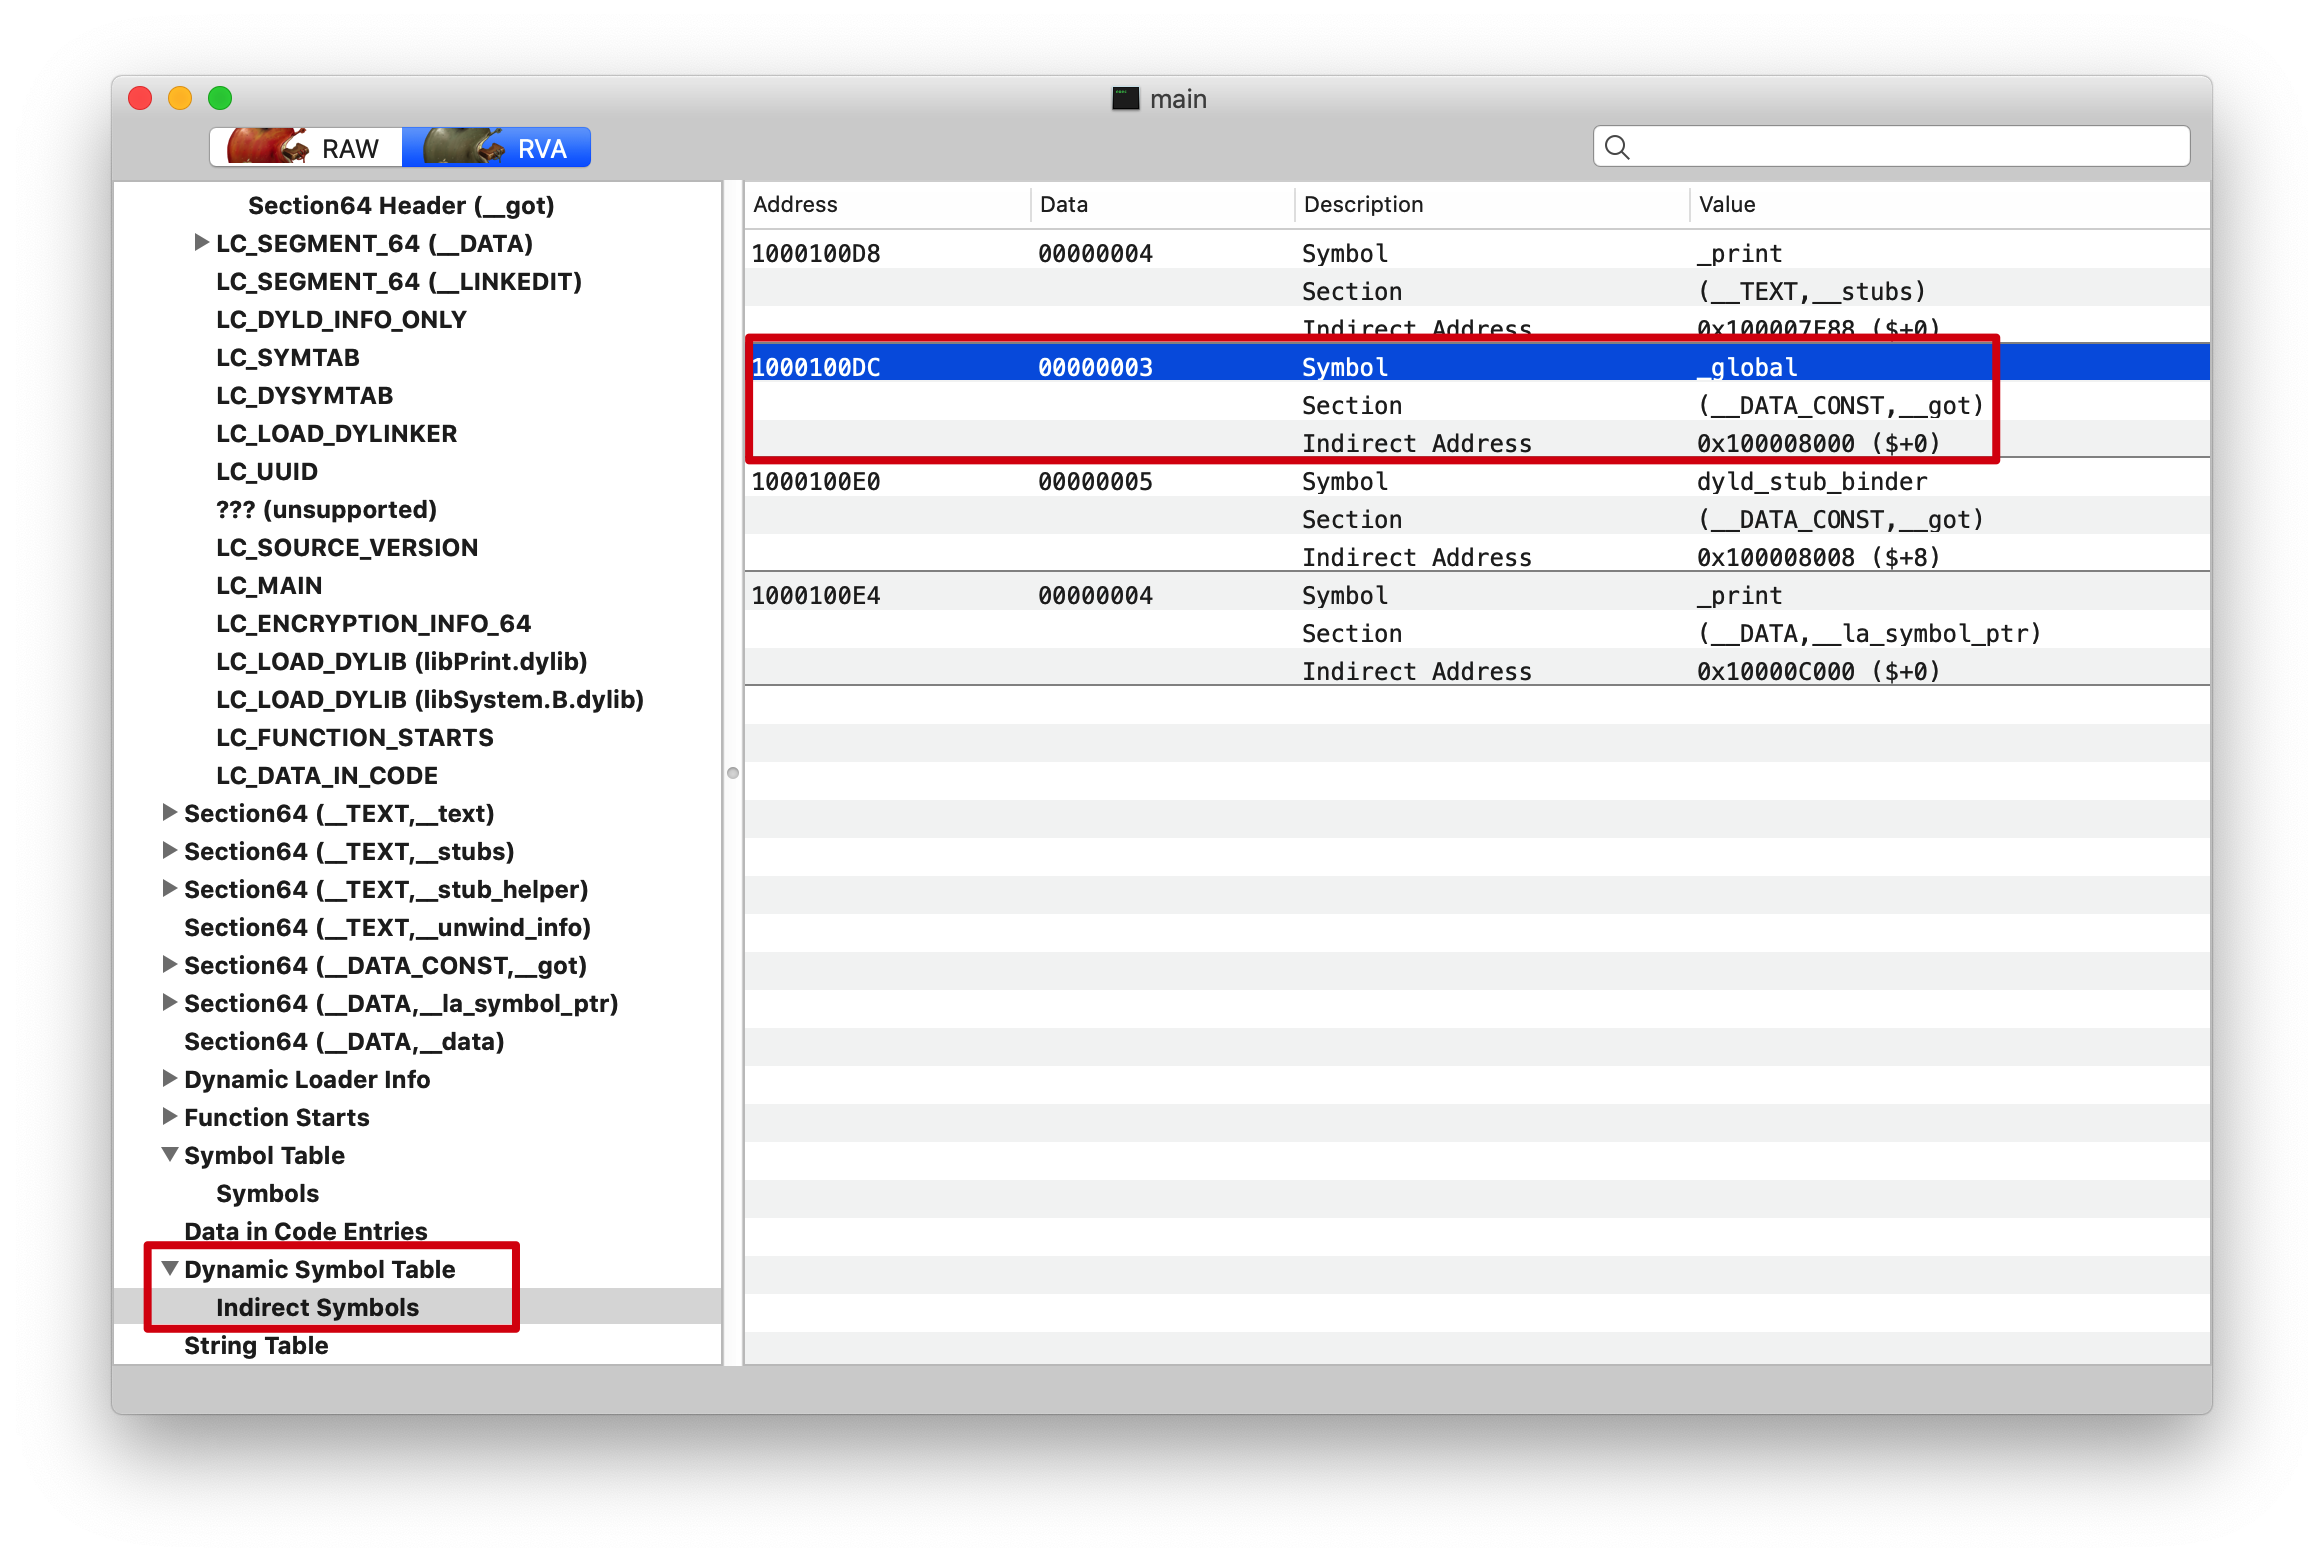 main
RAW RVA
Section64 Header (__got)
LC_SEGMENT_64 (__DATA)
LC_SEGMENT_64 (__LINKEDIT)
LC_DYLD_INFO_ONLY
LC_SYMTAB
LC_DYSYMTAB
LC_LOAD_DYLINKER
LC_UUID
??? (unsupported)
LC_SOURCE_VERSION
LC_MAIN
LC_ENCRYPTION_INFO_64
LC_LOAD_DYLIB (libPrint.dylib)
LC_LOAD_DYLIB (libSystem.B.dylib)
LC_FUNCTION_STARTS
LC_DATA_IN_CODE
Section64 (__TEXT,__text)
Section64 (__TEXT,__stubs)
Section64 (__TEXT,__stub_helper)
Section64 (__TEXT,__unwind_info)
Section64 (__DATA_CONST,__got)
Section64 (__DATA,__la_symbol_ptr)
Section64 (__DATA,__data)
Dynamic Loader Info
Function Starts
Symbol Table
Symbols
Data in Code Entries
Dynamic Symbol Table
Indirect Symbols
String Table
Address Data Description Value
1000100D8 00000004 Symbol _print
Section (__TEXT,__stubs)
Indirect Address 0x100007F88 ($+0)
1000100DC 00000003 Symbol _global
Section (__DATA_CONST,__got)
Indirect Address 0x100008000 ($+0)
1000100E0 00000005 Symbol dyld_stub_binder
Section (__DATA_CONST,__got)
Indirect Address 0x100008008 ($+8)
1000100E4 00000004 Symbol _print
Section (__DATA,__la_symbol_ptr)
Indirect Address 0x10000C000 ($+0)